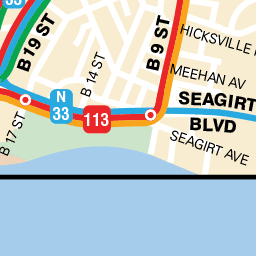 B 19 ST
B 14 ST
B 9 ST
HICKSVILLE
MEEHAN AV
SEAGIRT
BLVD
N
33
113
B 17 ST
SEAGIRT AVE